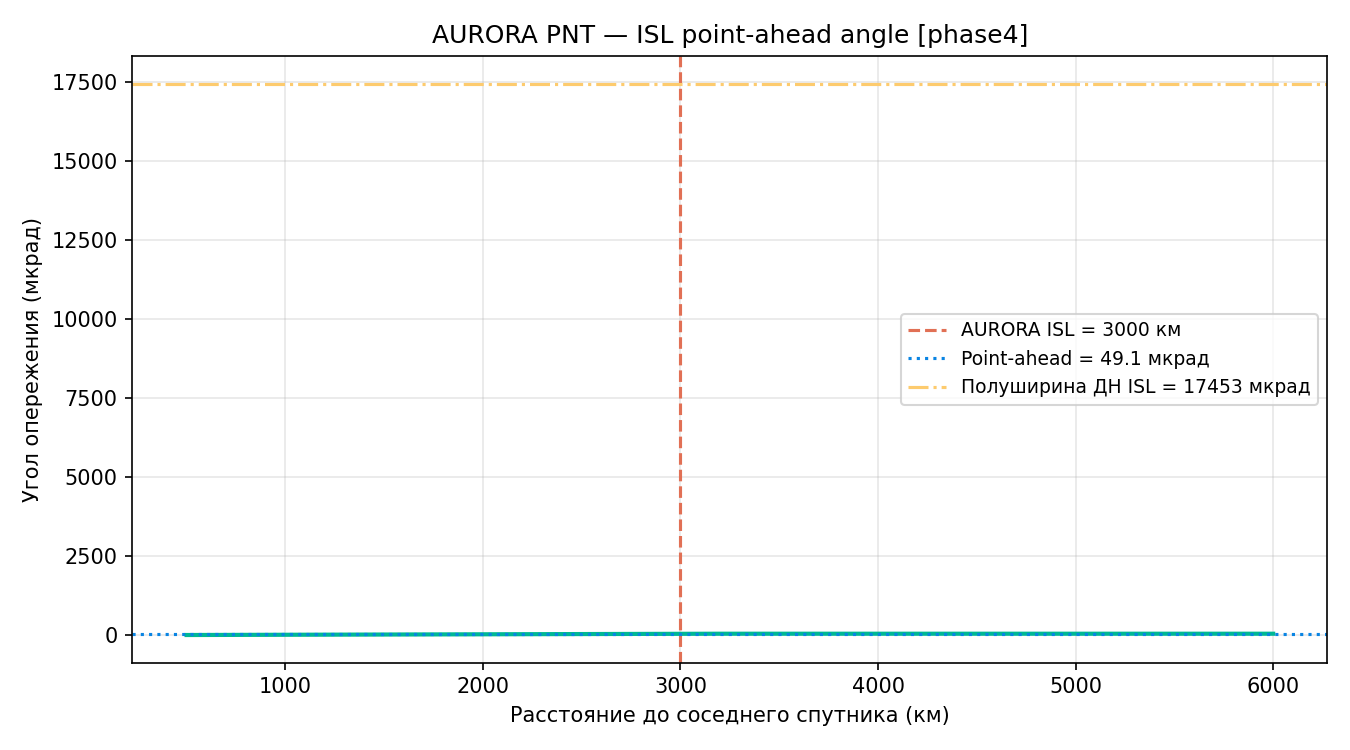 AURORA PNT — ISL point-ahead angle [phase4]
Угол опережения (мкрад)
17500
15000
12500
10000
7500
5000
2500
0
AURORA ISL = 3000 км
Point-ahead = 49.1 мкрад
Полуширина ДН ISL = 17453 мкрад
1000 2000 3000 4000 5000 6000
Расстояние до соседнего спутника (км)